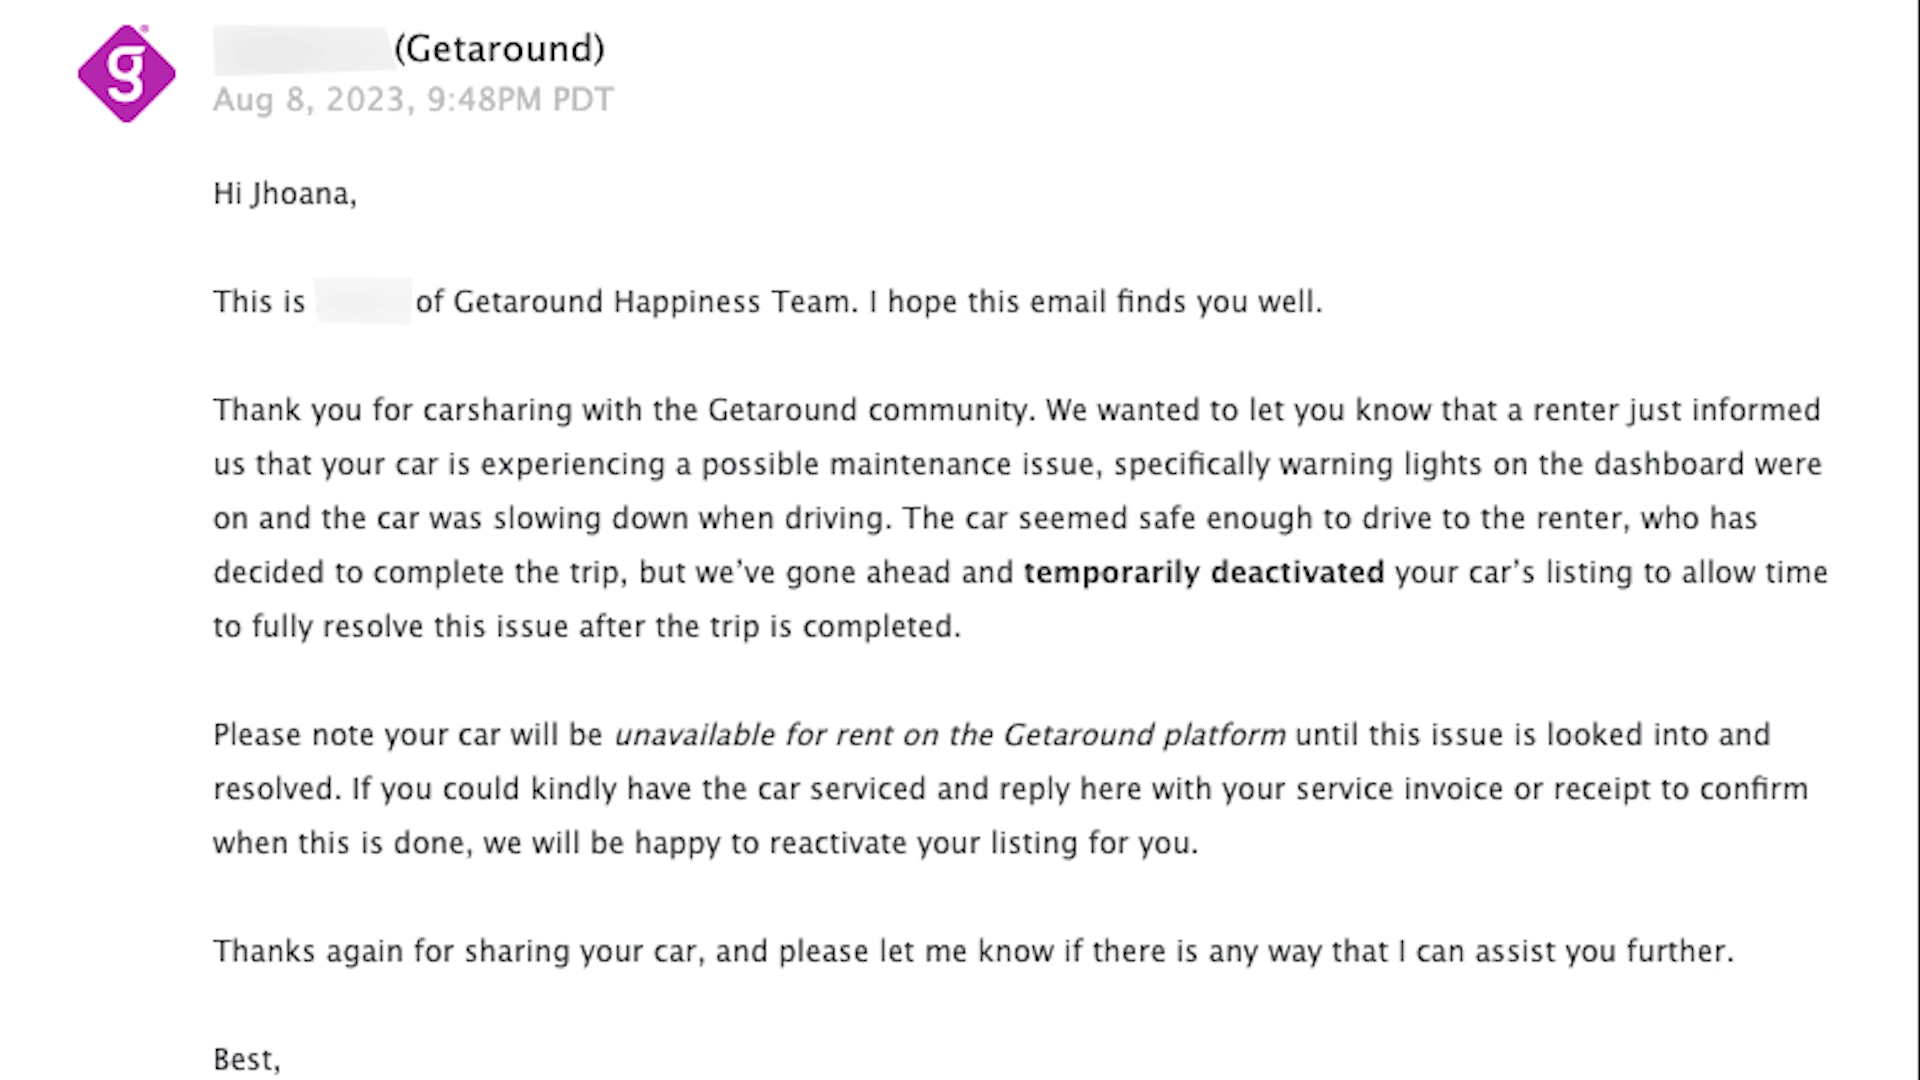 g
(Getaround)
Aug 8, 2023, 9:48PM PDT
Hi Jhoana,
This is of Getaround Happiness Team. I hope this email finds you well.
Thank you for carsharing with the Getaround community. We wanted to let you know that a renter just informed
us that your car is experiencing a possible maintenance issue, specifically warning lights on the dashboard were
on and the car was slowing down when driving. The car seemed safe enough to drive to the renter, who has
decided to complete the trip, but we’ve gone ahead and temporarily deactivated your car’s listing to allow time
to fully resolve this issue after the trip is completed.
Please note your car will be unavailable for rent on the Getaround platform until this issue is looked into and
resolved. If you could kindly have the car serviced and reply here with your service invoice or receipt to confirm
when this is done, we will be happy to reactivate your listing for you.
Thanks again for sharing your car, and please let me know if there is any way that I can assist you further.
Best,